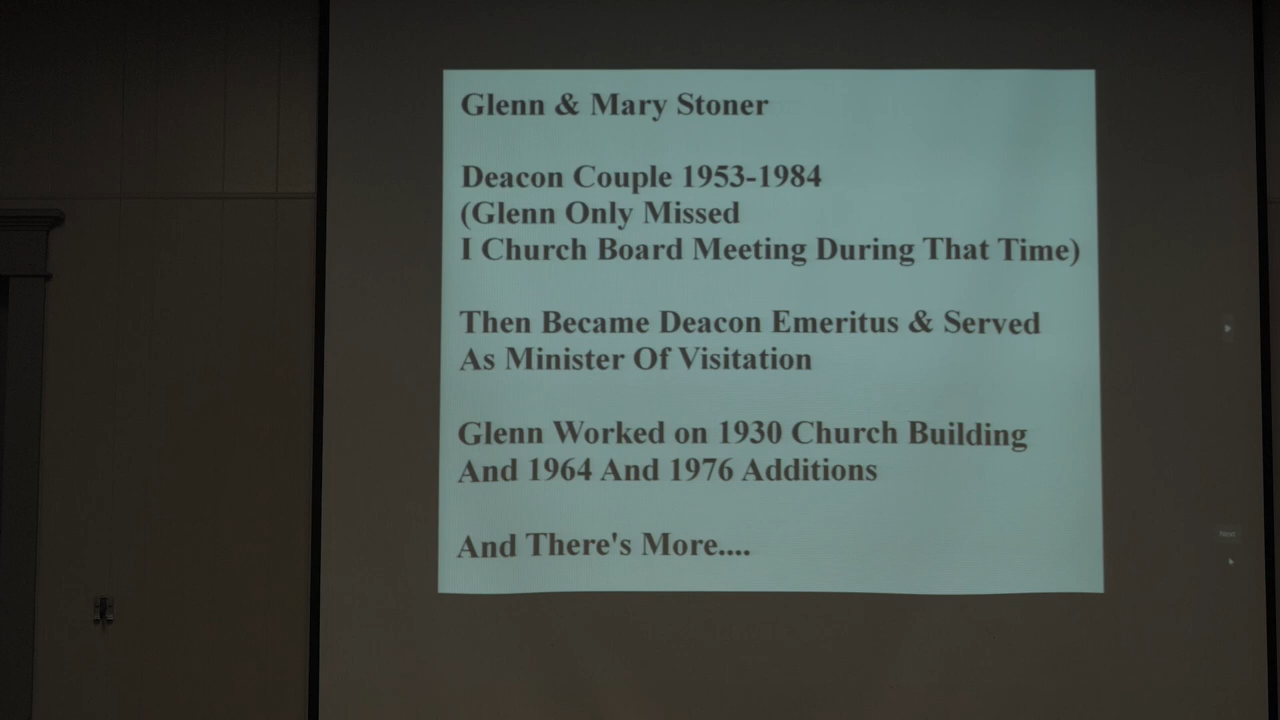 Glenn & Mary Stoner
Deacon Couple 1953-1984
(Glenn Only Missed
I Church Board Meeting During That Time)
Then Became Deacon Emeritus & Served
As Minister Of Visitation
Glenn Worked on 1930 Church Building
And 1964 And 1976 Additions
And There's More....
Next